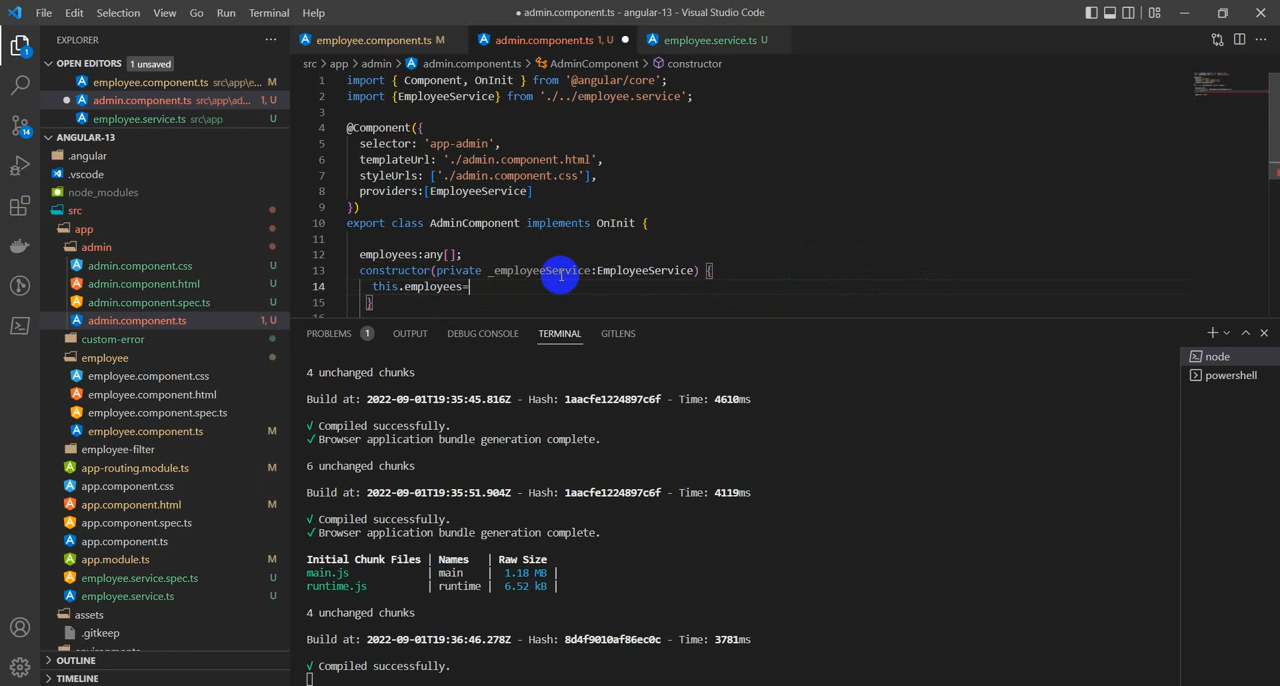 File Edit Selection View Go Run Terminal Help
● admin.component.ts - angular-13 - Visual Studio Code
EXPLORER ···
OPEN EDITORS 1 unsaved
employee.component.ts src\app\e... M
● admin.component.ts src\app\ad... 1, U
employee.service.ts src\app U
ANGULAR-13
.angular
.vscode
node_modules
src
app
admin
admin.component.css U
admin.component.html U
admin.component.spec.ts U
admin.component.ts 1, U
custom-error
employee
employee.component.css
employee.component.html
employee.component.spec.ts
employee.component.ts M
employee-filter
app-routing.module.ts M
app.component.css
app.component.html M
app.component.spec.ts
app.component.ts
app.module.ts M
employee.service.spec.ts U
employee.service.ts U
assets
.gitkeep
environments
OUTLINE
TIMELINE
1
14
employee.component.ts M
admin.component.ts 1, U ●
employee.service.ts U
src > app > admin > admin.component.ts > AdminComponent > constructor
1 import { Component, OnInit } from '@angular/core';
2 import {EmployeeService} from './../employee.service';
3
4 @Component({
5 selector: 'app-admin',
6 templateUrl: './admin.component.html',
7 styleUrls: ['./admin.component.css'],
8 providers:[EmployeeService]
9 })
10 export class AdminComponent implements OnInit {
11
12 employees:any[];
13 constructor(private _employeeService:EmployeeService) {
14 this.employees=
15 }
16
PROBLEMS 1 OUTPUT DEBUG CONSOLE TERMINAL GITLENS
node
powershell
4 unchanged chunks
Build at: 2022-09-01T19:35:45.816Z - Hash: 1aacfe1224897c6f - Time: 4610ms
√ Compiled successfully.
√ Browser application bundle generation complete.
6 unchanged chunks
Build at: 2022-09-01T19:35:51.904Z - Hash: 1aacfe1224897c6f - Time: 4119ms
√ Compiled successfully.
√ Browser application bundle generation complete.
Initial Chunk Files | Names | Raw Size
main.js | main | 1.18 MB |
runtime.js | runtime | 6.52 kB |
4 unchanged chunks
Build at: 2022-09-01T19:36:46.278Z - Hash: 8d4f9010af86ec0c - Time: 3781ms
√ Compiled successfully.